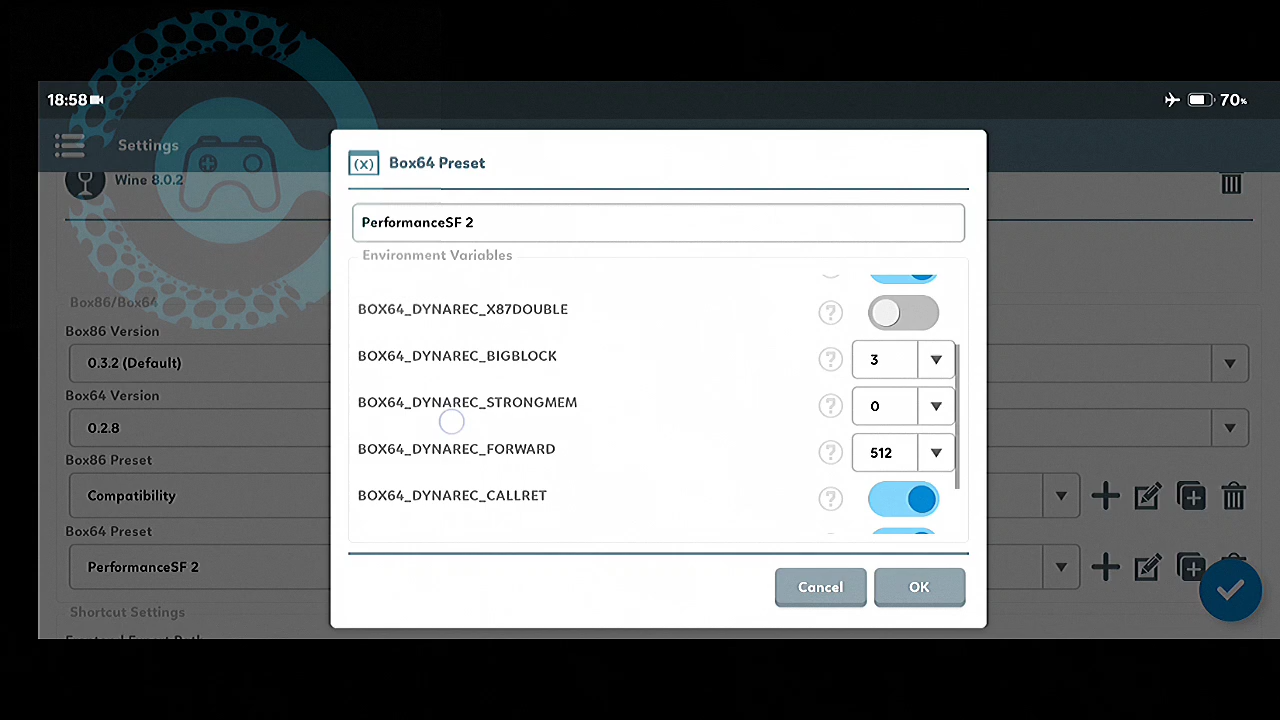 18:58
70%
Settings
Wine 8.0.2
(x) Box64 Preset
PerformanceSF 2
Environment Variables
BOX64_DYNAREC_X87DOUBLE
?
BOX64_DYNAREC_BIGBLOCK
?
3
BOX64_DYNAREC_STRONGMEM
?
0
BOX64_DYNAREC_FORWARD
?
512
BOX64_DYNAREC_CALLRET
?
Cancel
OK
Box86/Box64
Box86 Version
0.3.2 (Default)
Box64 Version
0.2.8
Box86 Preset
Compatibility
Box64 Preset
PerformanceSF 2
Shortcut Settings